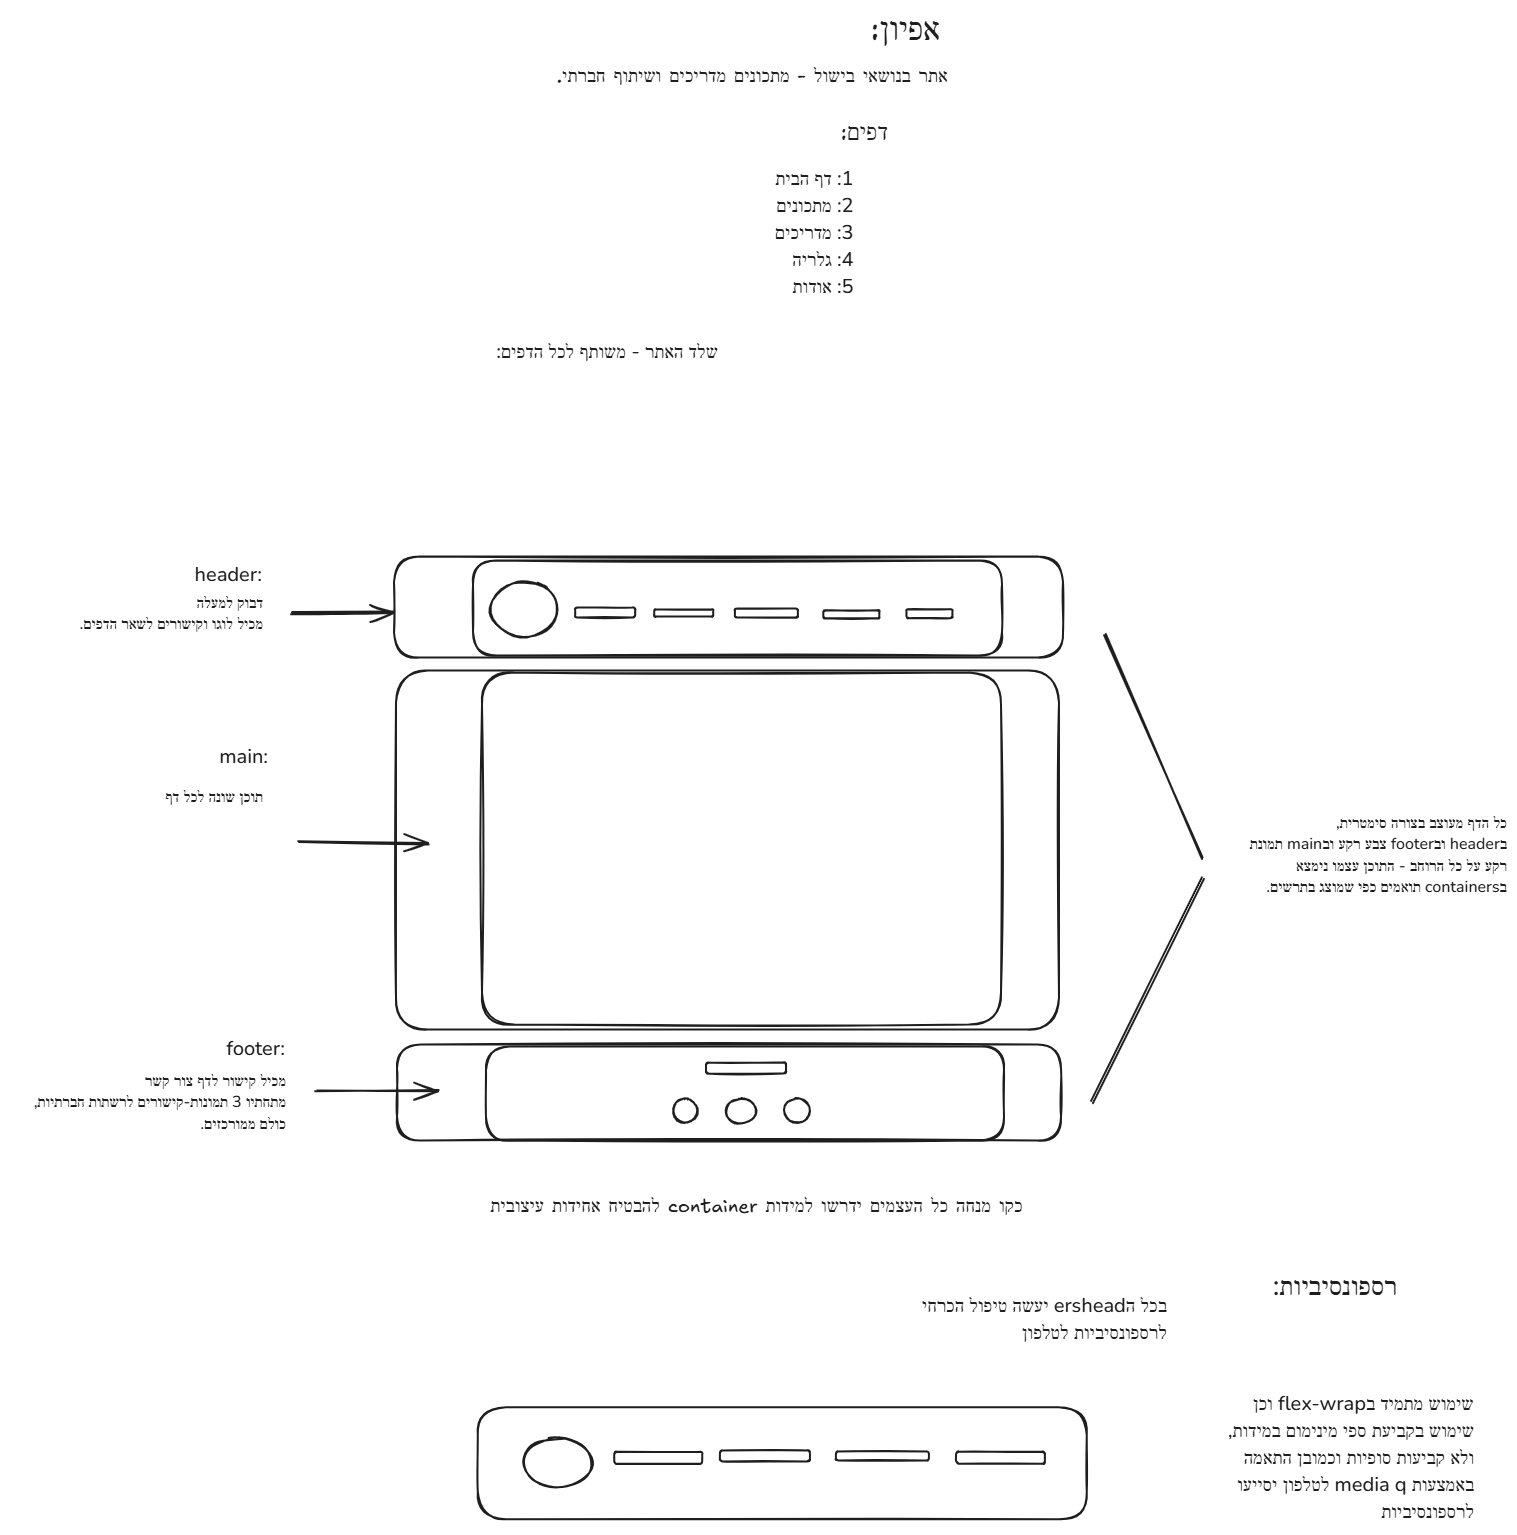 אפיון:
אתר בנושאי בישול - מתכונים מדריכים ושיתוף חברתי.
דפים:
1: דף הבית
2: מתכונים
3: מדריכים
4: גלריה
5: אודות
שלד האתר - משותף לכל הדפים:
header:
דבוק למעלה
מכיל לוגו וקישורים לשאר הדפים.
main:
תוכן שונה לכל דף
כל הדף מעוצב בצורה סימטרית,
בheader ובfooter צבע רקע ובmain תמונת
רקע על כל הרוחב - התוכן עצמו נימצא
בcontainers תואמים כפי שמוצג בתרשים.
footer:
מכיל קישור לדף צור קשר
מתחתיו 3 תמונות-קישורים לרשתות חברתיות,
כולם ממורכזים.
כקו מנחה כל העצמים ידרשו למידות container להבטיח אחידות עיצובית
רספונסיביות:
בכל הershead יעשה טיפול הכרחי
לרספונסיביות לטלפון
שימוש מתמיד בflex-wrap וכן
שימוש בקביעת ספי מינימום במידות,
ולא קביעות סופיות וכמובן התאמה
באמצעות media q לטלפון יסייעו
לרספונסיביות